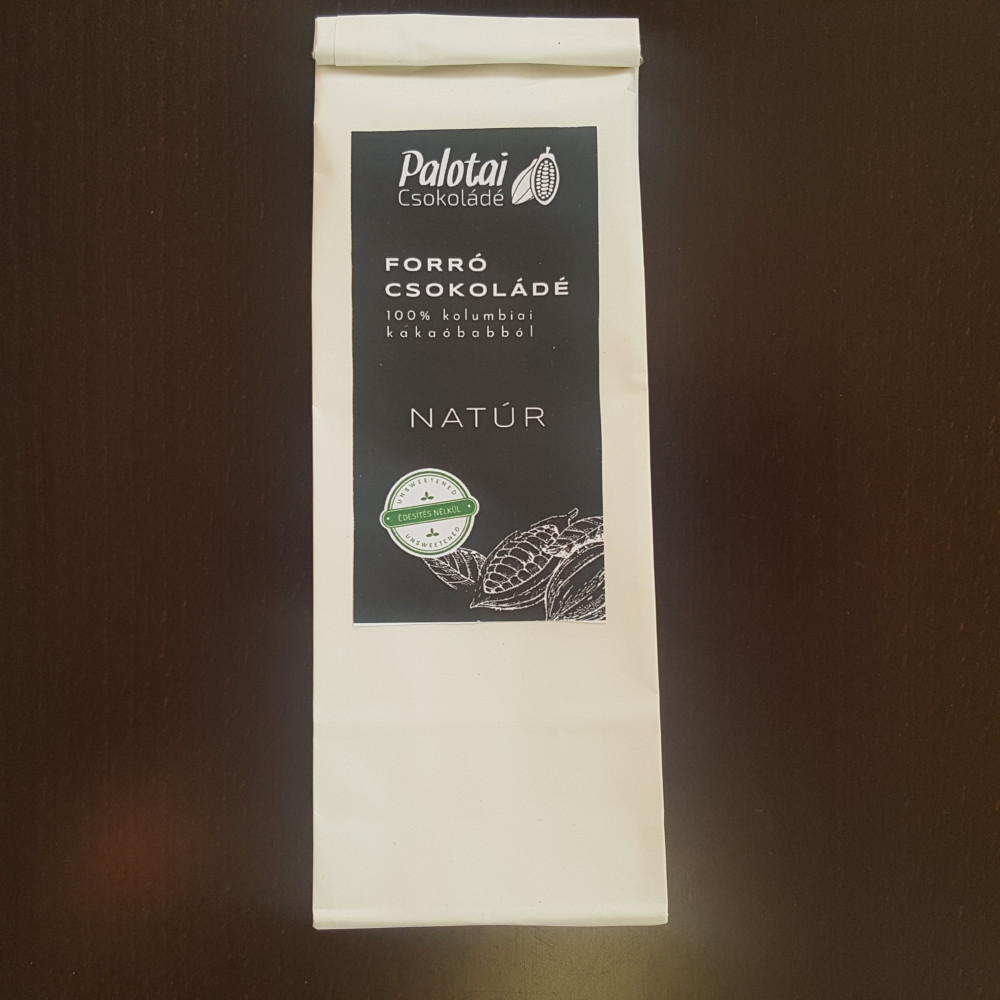 Palotai
Csokoládé
FORRÓ
CSOKOLÁDÉ
100% kolumbiai
kakaóbabból
NATÚR
UNSWEETENED
ÉDESÍTÉS NÉLKÜL
UNSWEETENED